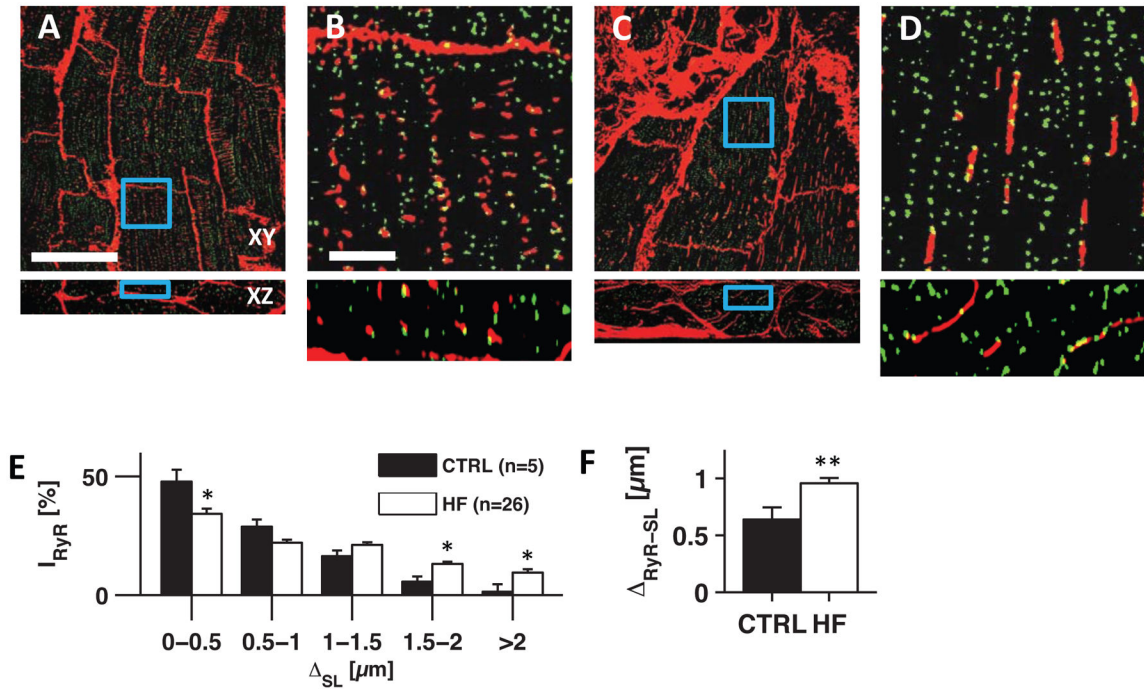 A
B
C
D
XY
XZ
E
I_RyR [%]
50
0
*
*
*
CTRL (n=5)
HF (n=26)
0–0.5
0.5–1
1–1.5
1.5–2
>2
Δ_SL [µm]
F
Δ_RyR–SL [µm]
1
0.5
0
**
CTRL HF